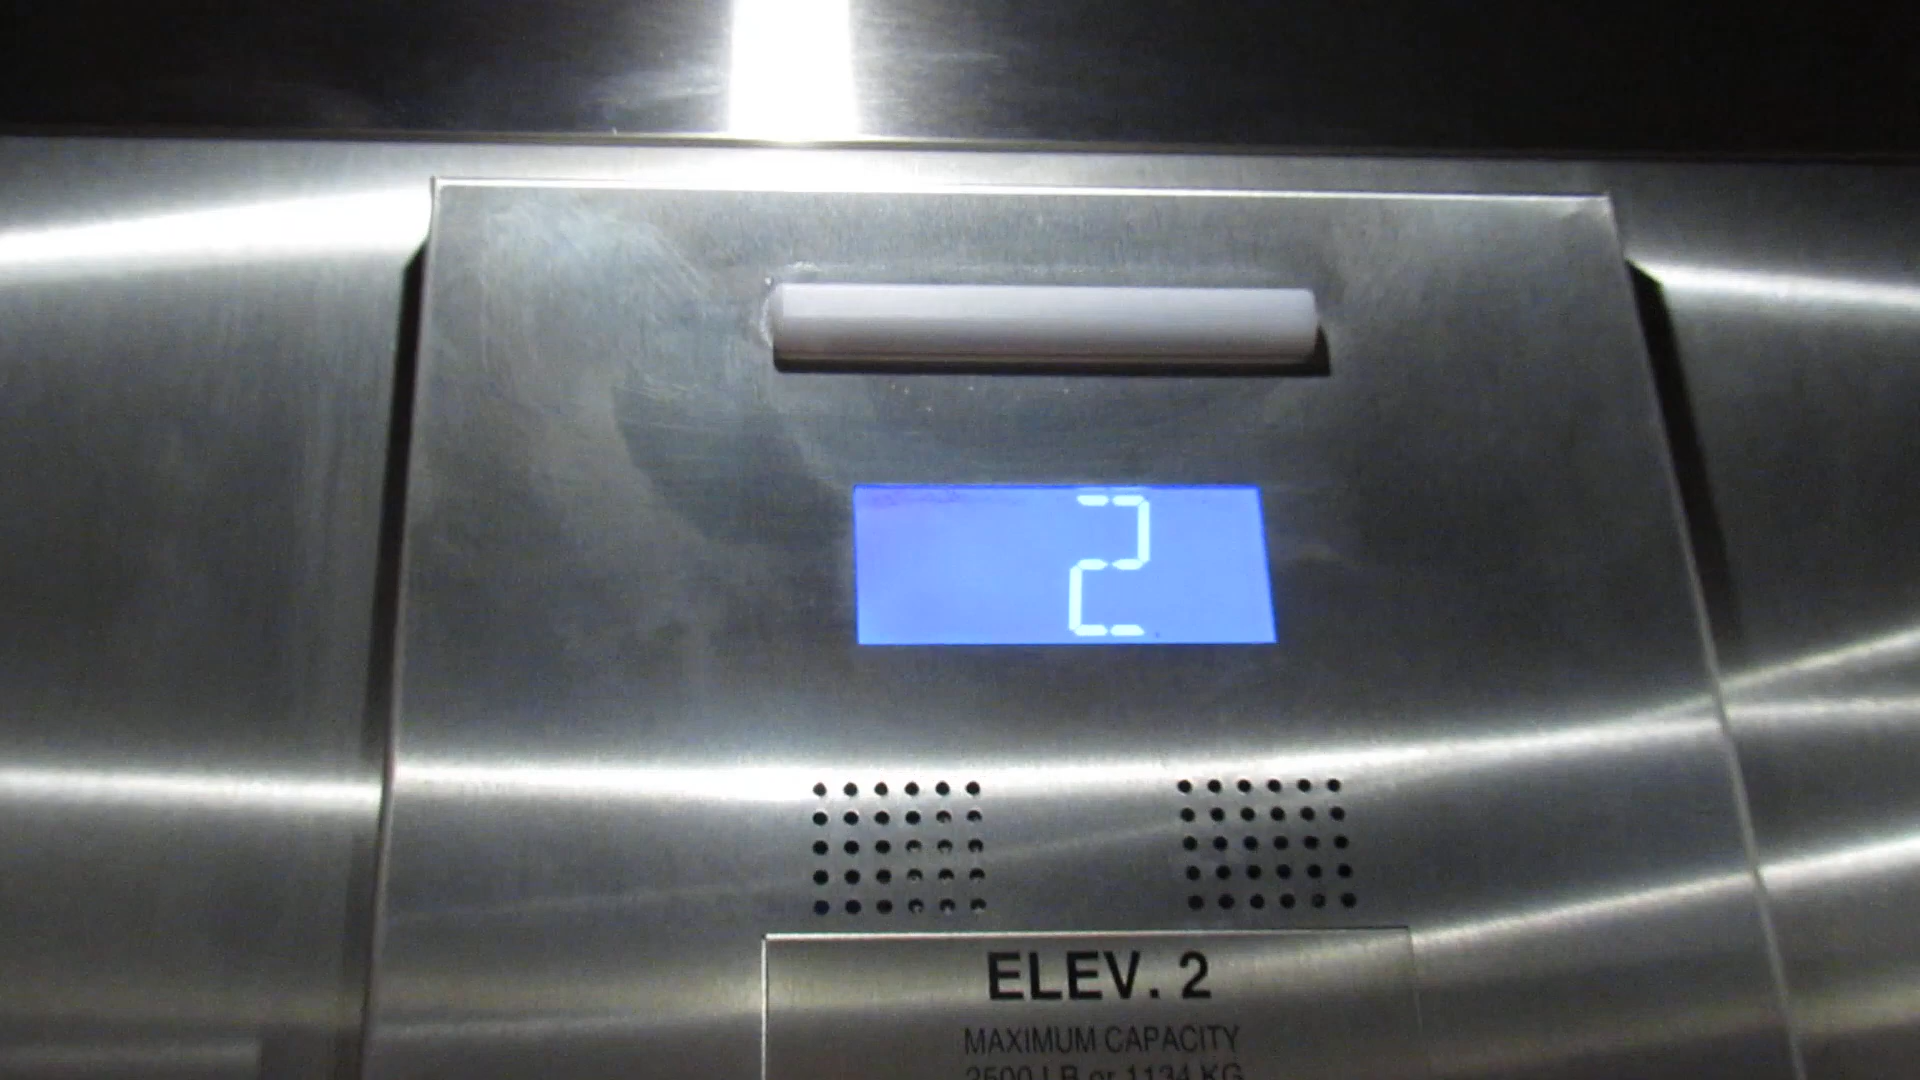 2
ELEV. 2
MAXIMUM CAPACITY
2500 LB or 1134 KG